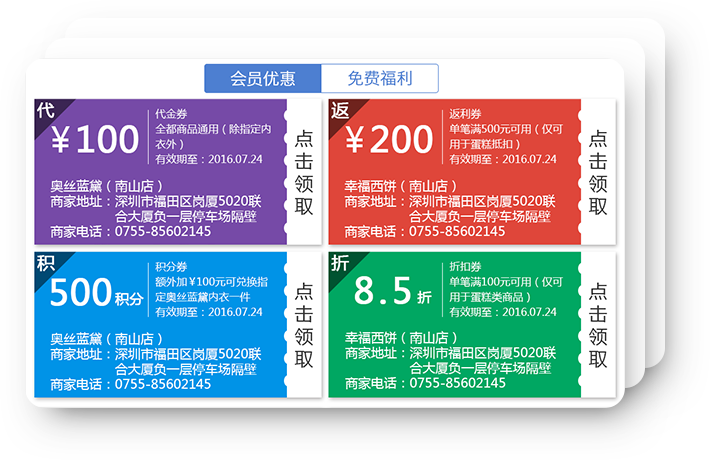 会员优惠 免费福利
代
¥100
代金券
全都商品通用（除指定内
衣外）
有效期至：2016.07.24
奥丝蓝黛（南山店）
商家地址：深圳市福田区岗厦5020联
合大厦负一层停车场隔壁
商家电话：0755-85602145
点击领取
返
¥200
返利券
单笔满500元可用（仅可
用于蛋糕抵扣）
有效期至：2016.07.24
幸福西饼（南山店）
商家地址：深圳市福田区岗厦5020联
合大厦负一层停车场隔壁
商家电话：0755-85602145
点击领取
积
500积分
积分券
额外加¥100元可兑换指
定奥丝蓝黛内衣一件
有效期至：2016.07.24
奥丝蓝黛（南山店）
商家地址：深圳市福田区岗厦5020联
合大厦负一层停车场隔壁
商家电话：0755-85602145
点击领取
折
8.5折
折扣券
单笔满100元可用（仅可
用于蛋糕类商品）
有效期至：2016.07.24
幸福西饼（南山店）
商家地址：深圳市福田区岗厦5020联
合大厦负一层停车场隔壁
商家电话：0755-85602145
点击领取